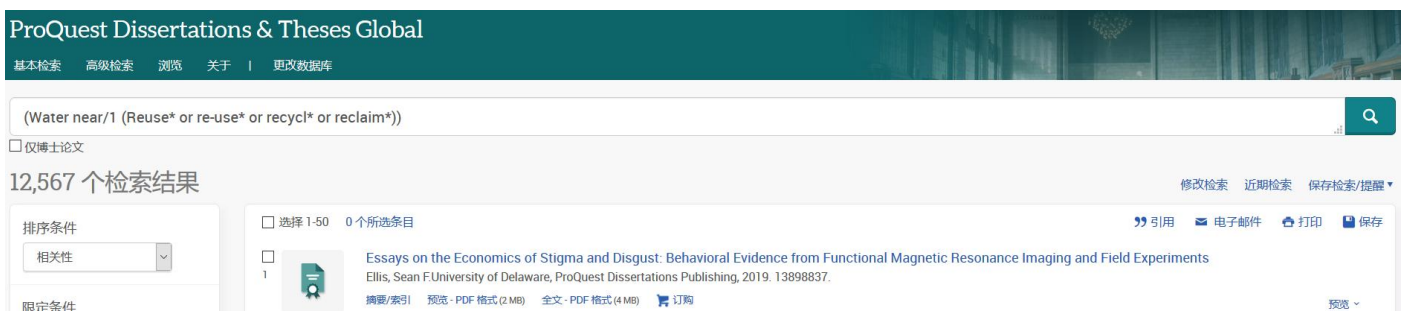 ProQuest Dissertations & Theses Global
基本检索 高级检索 浏览 关于 | 更改数据库
(Water near/1 (Reuse* or re-use* or recycl* or reclaim*))
仅博士论文
12,567 个检索结果
修改检索 近期检索 保存检索/提醒
排序条件
相关性
限定条件
选择 1-50 0 个所选条目
引用 电子邮件 打印 保存
1
Essays on the Economics of Stigma and Disgust: Behavioral Evidence from Functional Magnetic Resonance Imaging and Field Experiments
Ellis, Sean F.University of Delaware, ProQuest Dissertations Publishing, 2019. 13898837.
摘要/索引 预览 - PDF 格式 (2 MB) 全文 - PDF 格式 (4 MB) 订购
预览